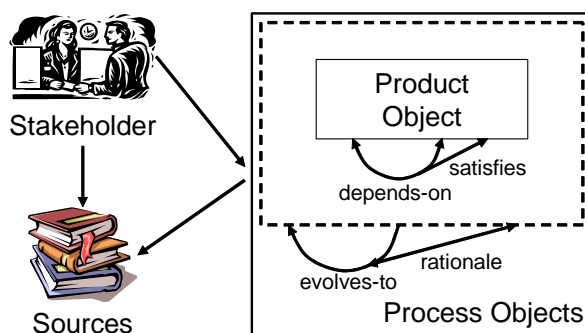 Stakeholder
Sources
Product
Object
satisfies
depends-on
rationale
evolves-to
Process Objects